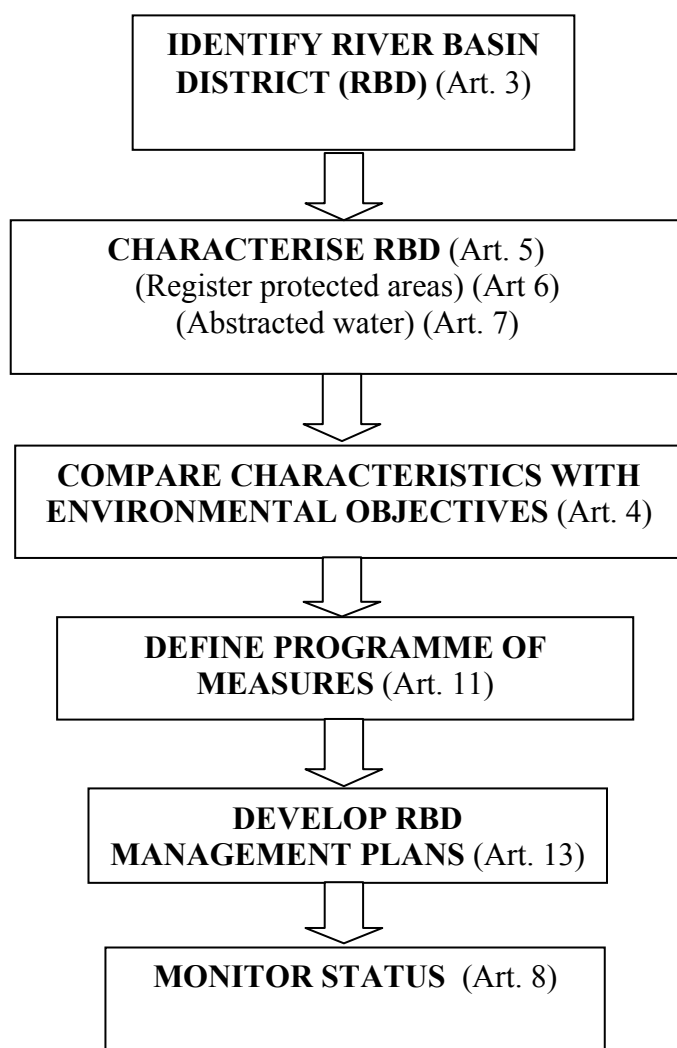 IDENTIFY RIVER BASIN
DISTRICT (RBD) (Art. 3)
CHARACTERISE RBD (Art. 5)
(Register protected areas) (Art 6)
(Abstracted water) (Art. 7)
COMPARE CHARACTERISTICS WITH
ENVIRONMENTAL OBJECTIVES (Art. 4)
DEFINE PROGRAMME OF
MEASURES (Art. 11)
DEVELOP RBD
MANAGEMENT PLANS (Art. 13)
MONITOR STATUS (Art. 8)